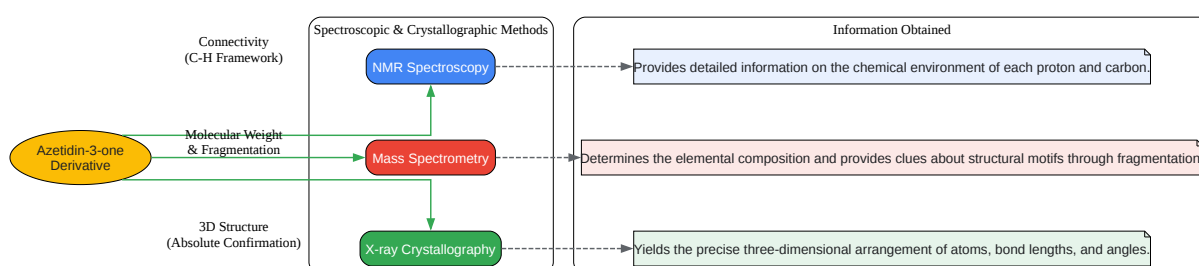 Spectroscopic & Crystallographic Methods
Information Obtained
Connectivity
(C-H Framework)
NMR Spectroscopy
Provides detailed information on the chemical environment of each proton and carbon.
Azetidin-3-one
Derivative
Molecular Weight
& Fragmentation
Mass Spectrometry
Determines the elemental composition and provides clues about structural motifs through fragmentation
3D Structure
(Absolute Confirmation)
X-ray Crystallography
Yields the precise three-dimensional arrangement of atoms, bond lengths, and angles.